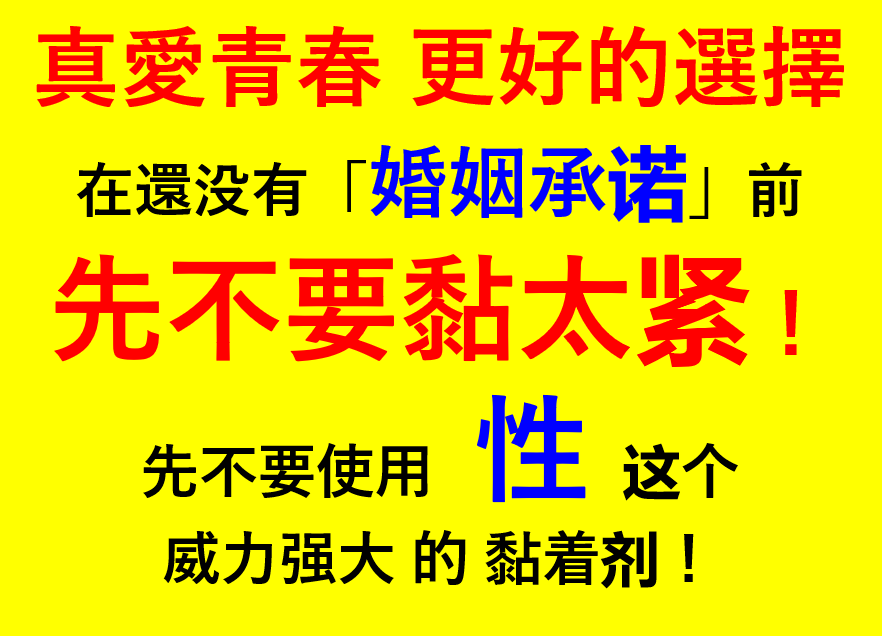 真愛青春 更好的選擇
在還没有「婚姻承诺」前
先不要黏太紧！
先不要使用 性 这个
威力强大 的 黏着剂！